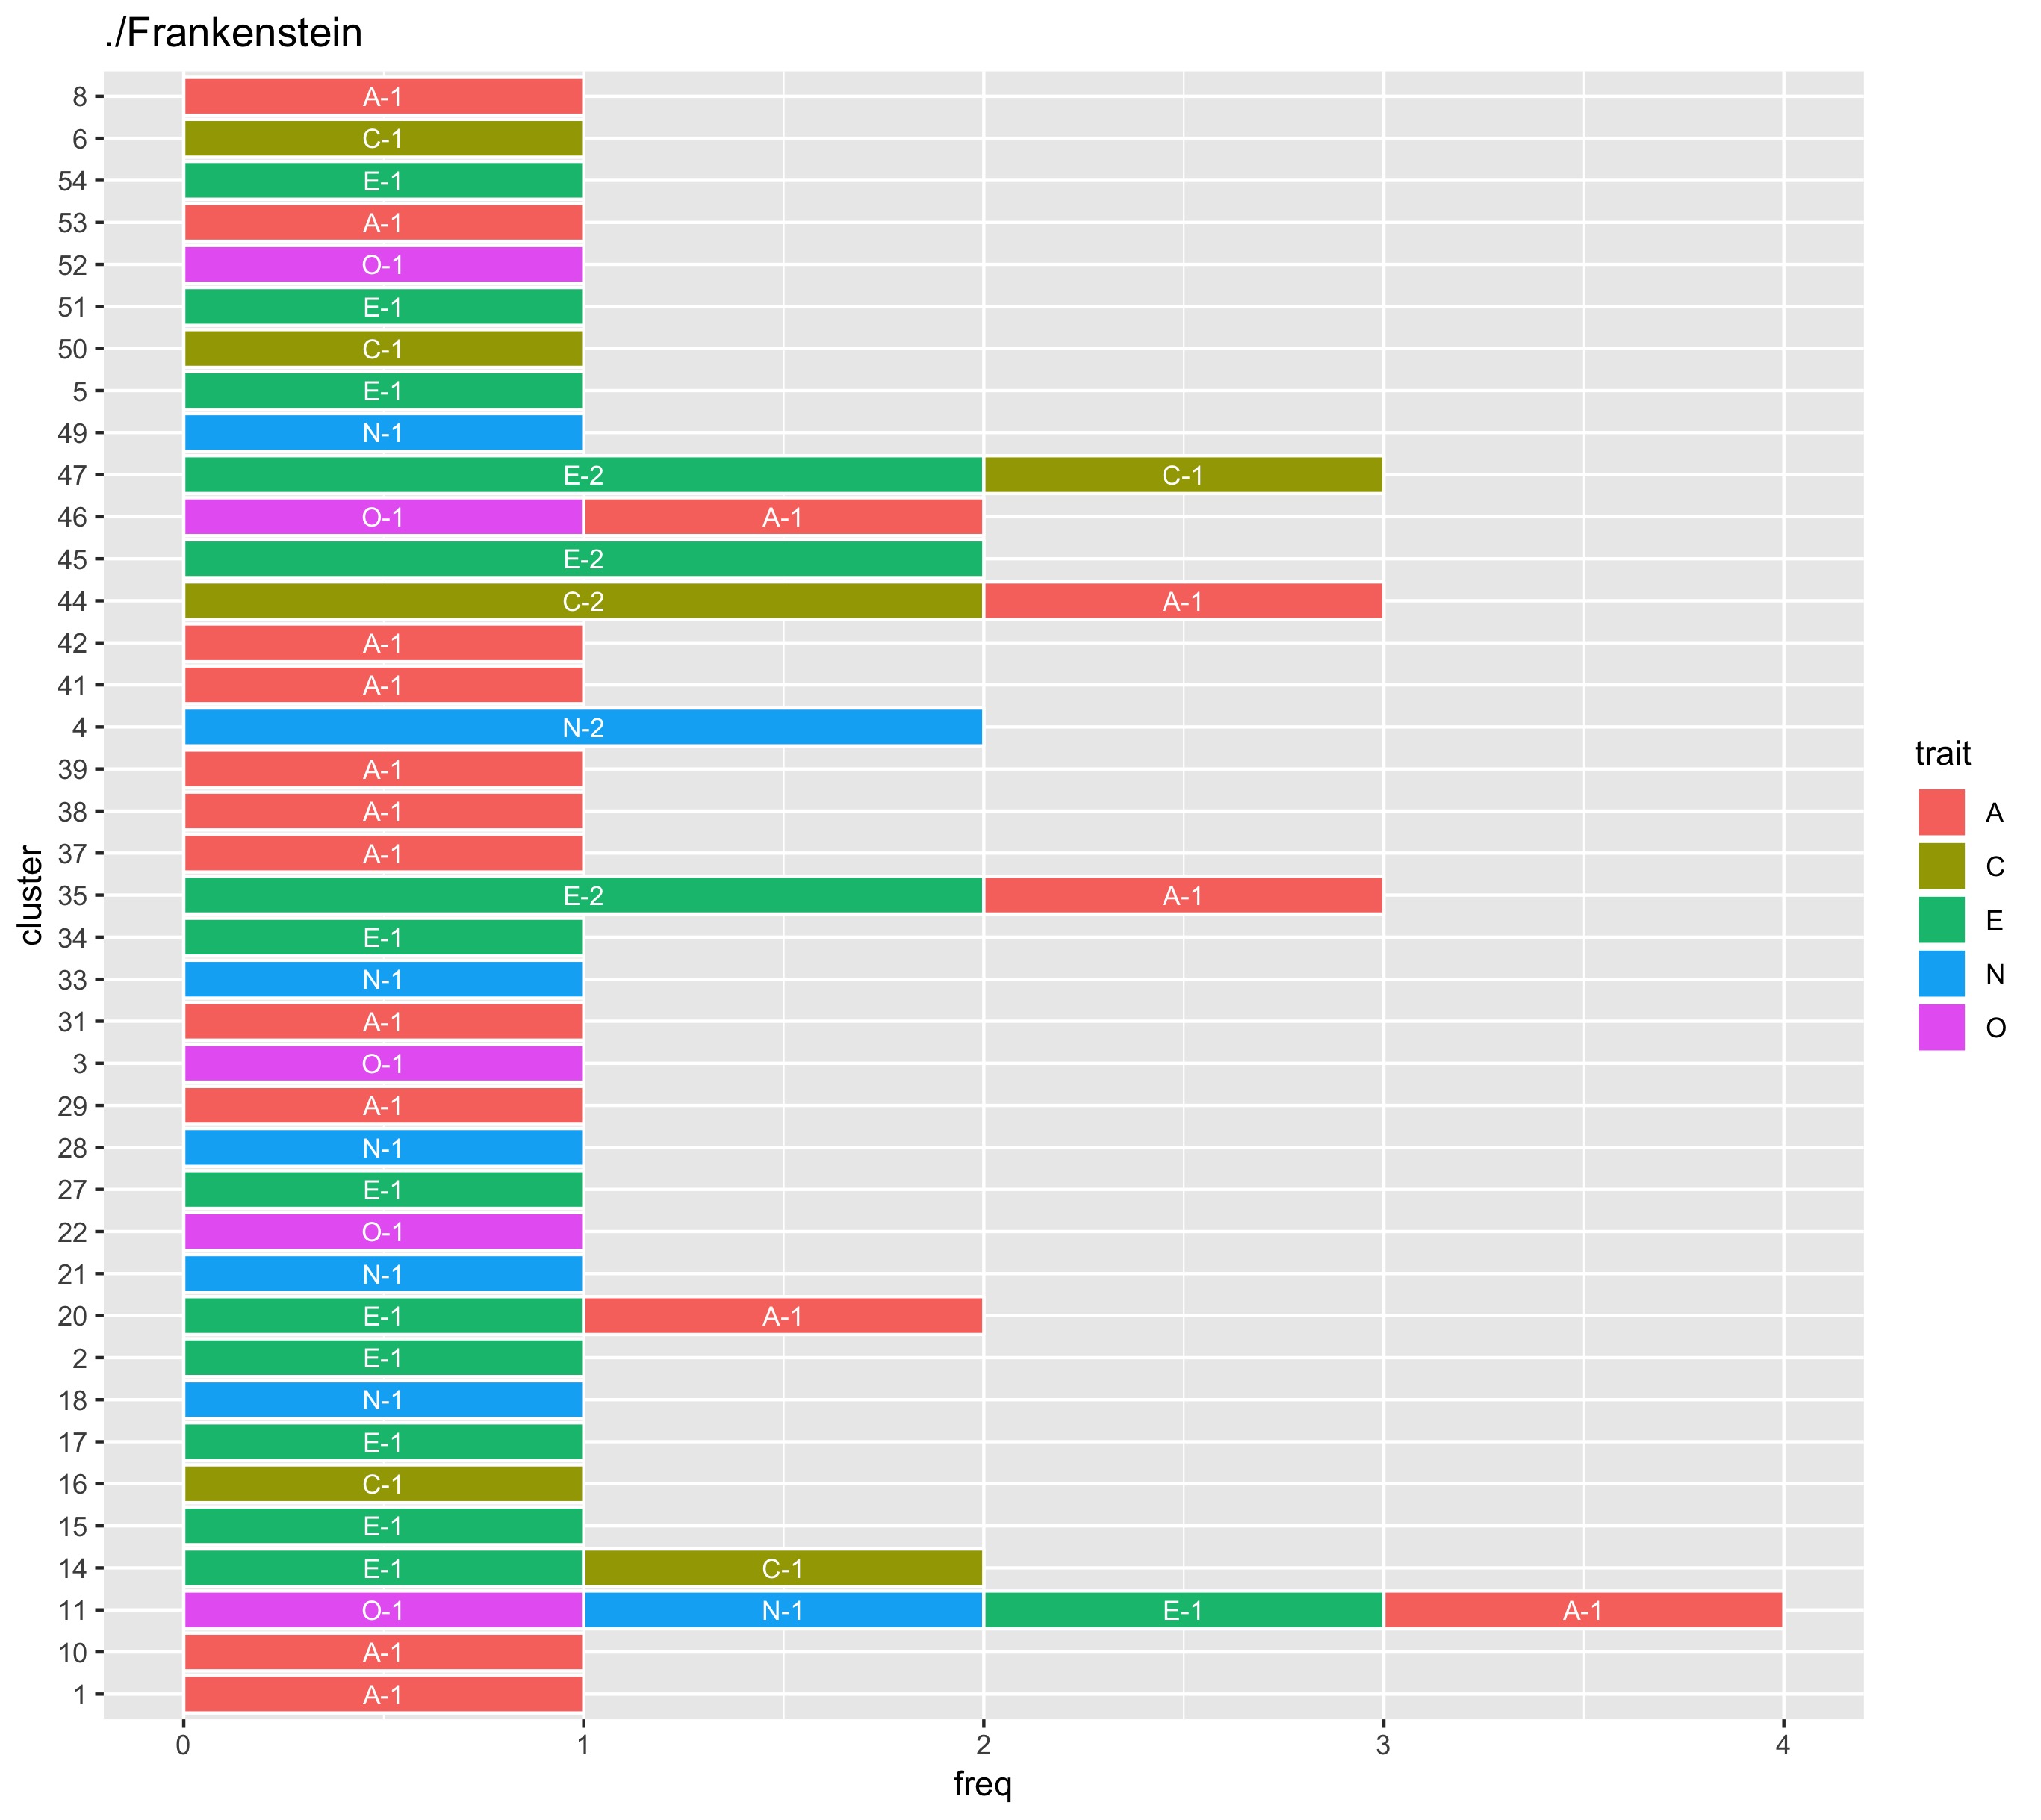 ./Frankenstein
8 A-1
6 C-1
54 E-1
53 A-1
52 O-1
51 E-1
50 C-1
5 E-1
49 N-1
47 E-2 C-1
46 O-1 A-1
45 E-2
44 C-2 A-1
42 A-1
41 A-1
4 N-2
39 A-1
38 A-1
37 A-1
35 E-2 A-1
34 E-1
33 N-1
31 A-1
3 O-1
29 A-1
28 N-1
27 E-1
22 O-1
21 N-1
20 E-1 A-1
2 E-1
18 N-1
17 E-1
16 C-1
15 E-1
14 E-1 C-1
11 O-1 N-1 E-1 A-1
10 A-1
1 A-1
0 1 2 3 4
freq
cluster
trait
A
C
E
N
O